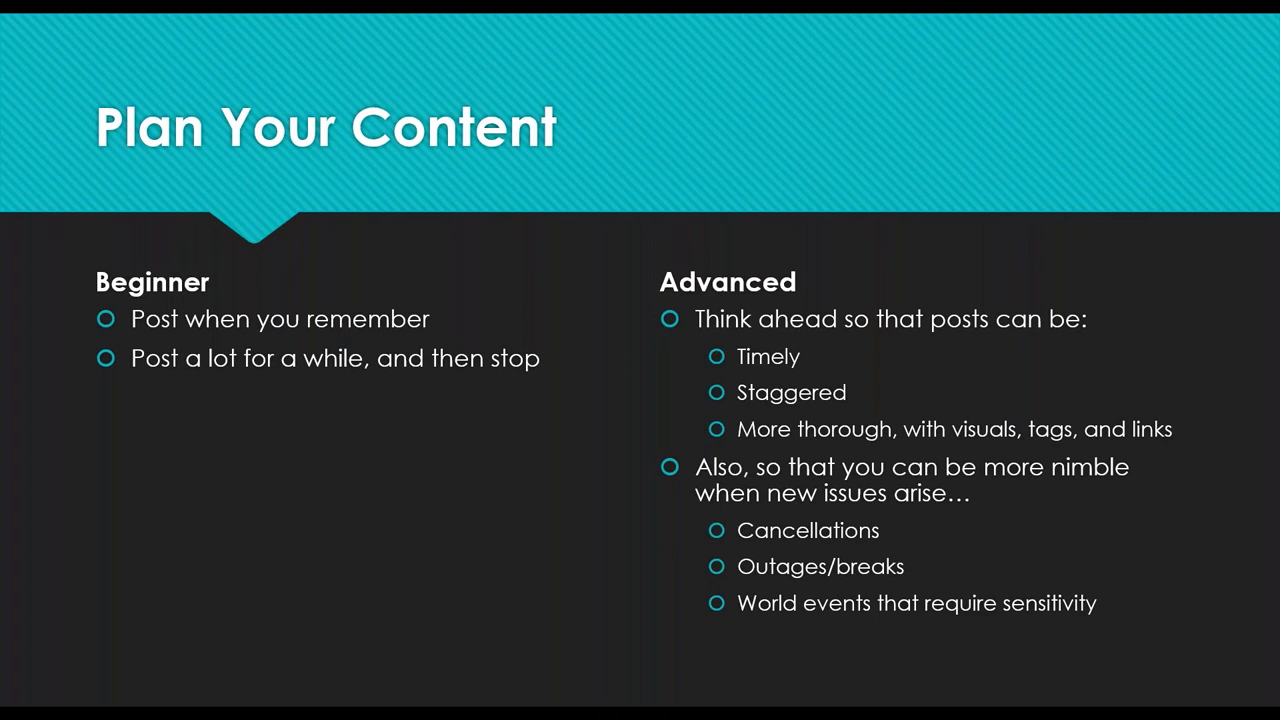 Plan Your Content
Beginner
Post when you remember
Post a lot for a while, and then stop
Advanced
Think ahead so that posts can be:
Timely
Staggered
More thorough, with visuals, tags, and links
Also, so that you can be more nimble
when new issues arise…
Cancellations
Outages/breaks
World events that require sensitivity